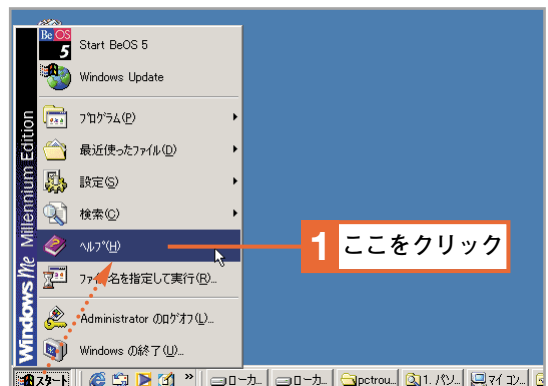 Be OS
5
Start BeOS 5
Windows Update
プログラム(P)
最近使ったファイル(D)
設定(S)
検索(C)
ヘルプ(H)
ファイル名を指定して実行(R)...
Administrator のログオフ(L)...
Windows の終了(U)...
Windows Me Millennium Edition
1 ここをクリック
スタート
»
ローカ...
ローカ...
pctrou...
1. パソ...
マイ コン...